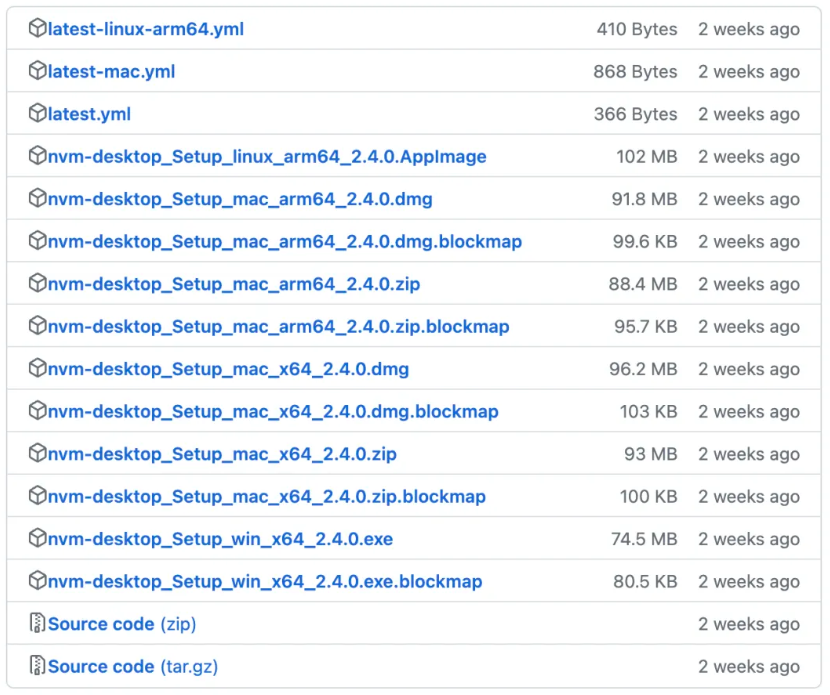 latest-linux-arm64.yml 410 Bytes 2 weeks ago
latest-mac.yml 868 Bytes 2 weeks ago
latest.yml 366 Bytes 2 weeks ago
nvm-desktop_Setup_linux_arm64_2.4.0.AppImage 102 MB 2 weeks ago
nvm-desktop_Setup_mac_arm64_2.4.0.dmg 91.8 MB 2 weeks ago
nvm-desktop_Setup_mac_arm64_2.4.0.dmg.blockmap 99.6 KB 2 weeks ago
nvm-desktop_Setup_mac_arm64_2.4.0.zip 88.4 MB 2 weeks ago
nvm-desktop_Setup_mac_arm64_2.4.0.zip.blockmap 95.7 KB 2 weeks ago
nvm-desktop_Setup_mac_x64_2.4.0.dmg 96.2 MB 2 weeks ago
nvm-desktop_Setup_mac_x64_2.4.0.dmg.blockmap 103 KB 2 weeks ago
nvm-desktop_Setup_mac_x64_2.4.0.zip 93 MB 2 weeks ago
nvm-desktop_Setup_mac_x64_2.4.0.zip.blockmap 100 KB 2 weeks ago
nvm-desktop_Setup_win_x64_2.4.0.exe 74.5 MB 2 weeks ago
nvm-desktop_Setup_win_x64_2.4.0.exe.blockmap 80.5 KB 2 weeks ago
Source code (zip) 2 weeks ago
Source code (tar.gz) 2 weeks ago